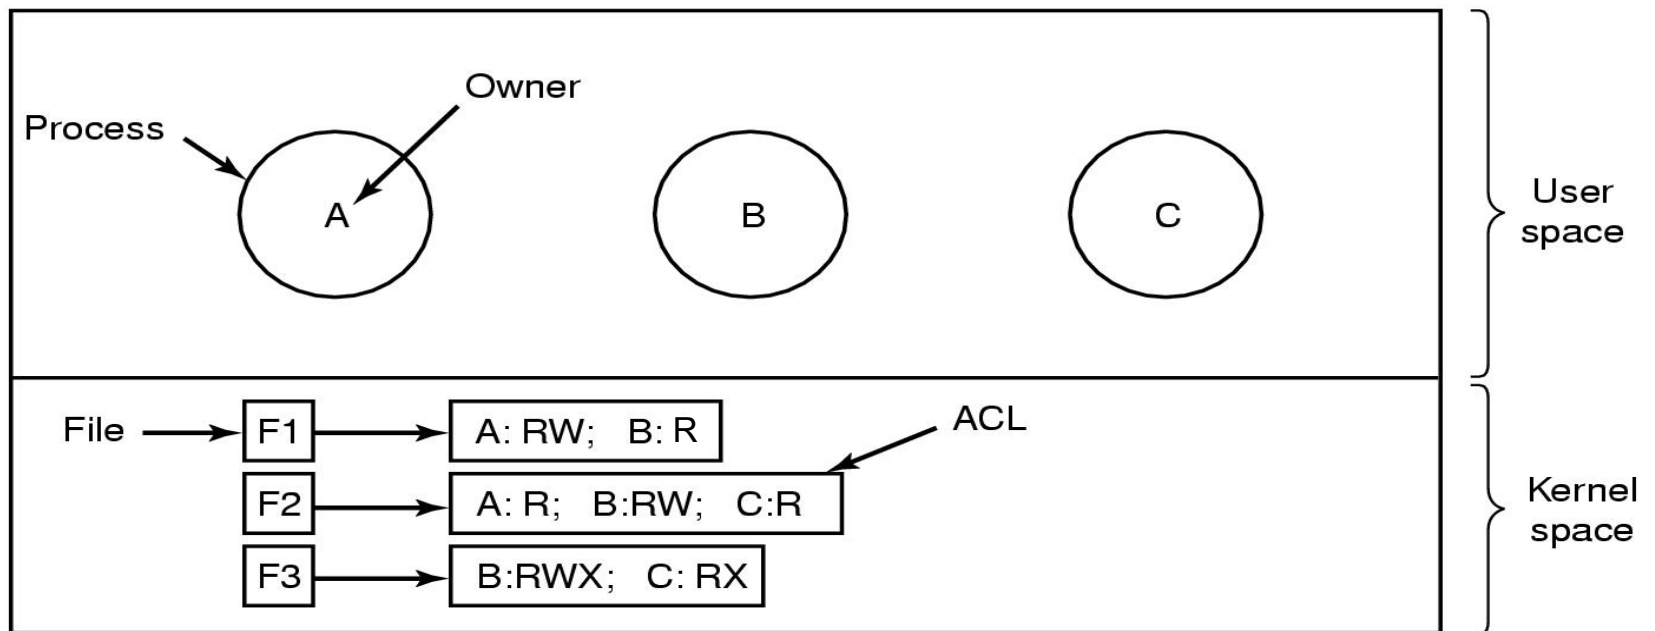 Owner
Process
A
B
C
User
space
File
F1
A: RW; B: R
ACL
F2
A: R; B:RW; C:R
F3
B:RWX; C: RX
Kernel
space